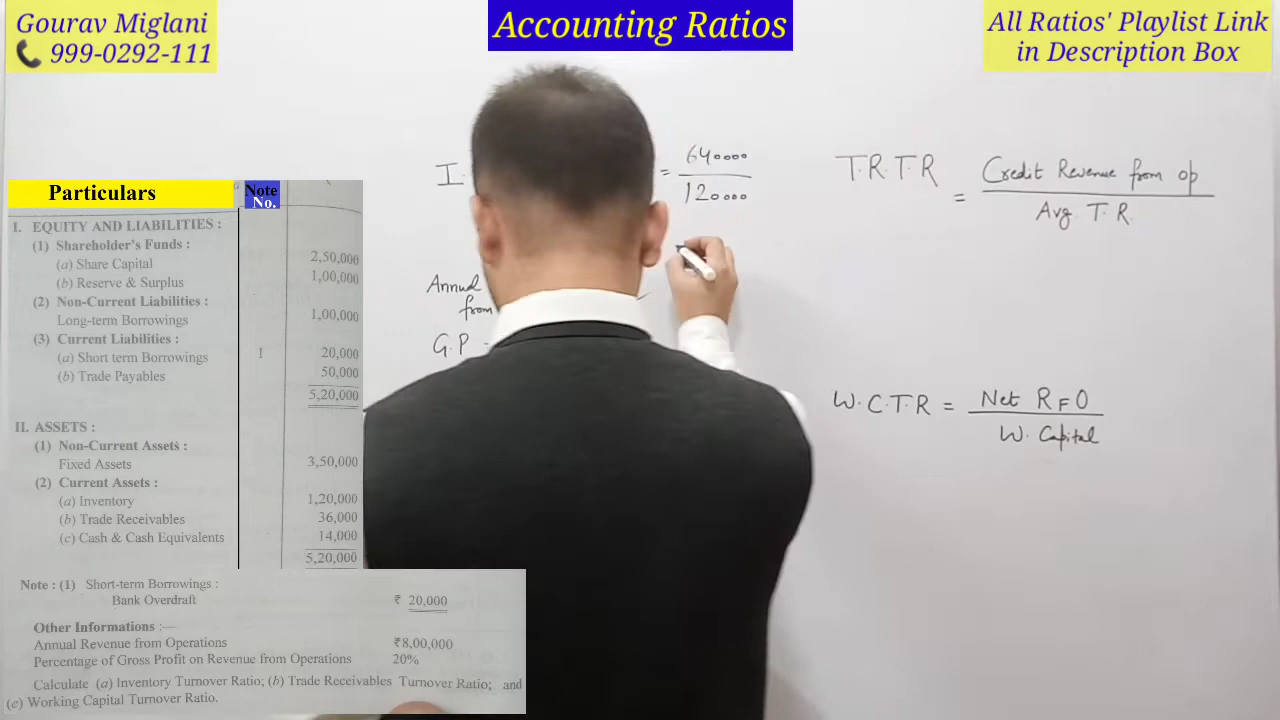 Gourav Miglani
📞 999-0292-111
Accounting Ratios
All Ratios' Playlist Link
in Description Box
Particulars Note No.
I. EQUITY AND LIABILITIES :
(1) Shareholder's Funds :
(a) Share Capital 2,50,000
(b) Reserve & Surplus 1,00,000
(2) Non-Current Liabilities :
Long-term Borrowings 1,00,000
(3) Current Liabilities :
(a) Short term Borrowings 1 20,000
(b) Trade Payables 50,000
5,20,000
II. ASSETS :
(1) Non-Current Assets :
Fixed Assets 3,50,000
(2) Current Assets :
(a) Inventory 1,20,000
(b) Trade Receivables 36,000
(c) Cash & Cash Equivalents 14,000
5,20,000
Note : (1) Short-term Borrowings :
Bank Overdraft ₹ 20,000
Other Informations :—
Annual Revenue from Operations ₹8,00,000
Percentage of Gross Profit on Revenue from Operations 20%
Calculate (a) Inventory Turnover Ratio; (b) Trade Receivables Turnover Ratio; and
(c) Working Capital Turnover Ratio.
I.
= 640000
120000
Annual
from
G.P =
T.R.T.R
= Credit Revenue from op
Avg. T.R
W.C.T.R = Net RFO
W. Capital